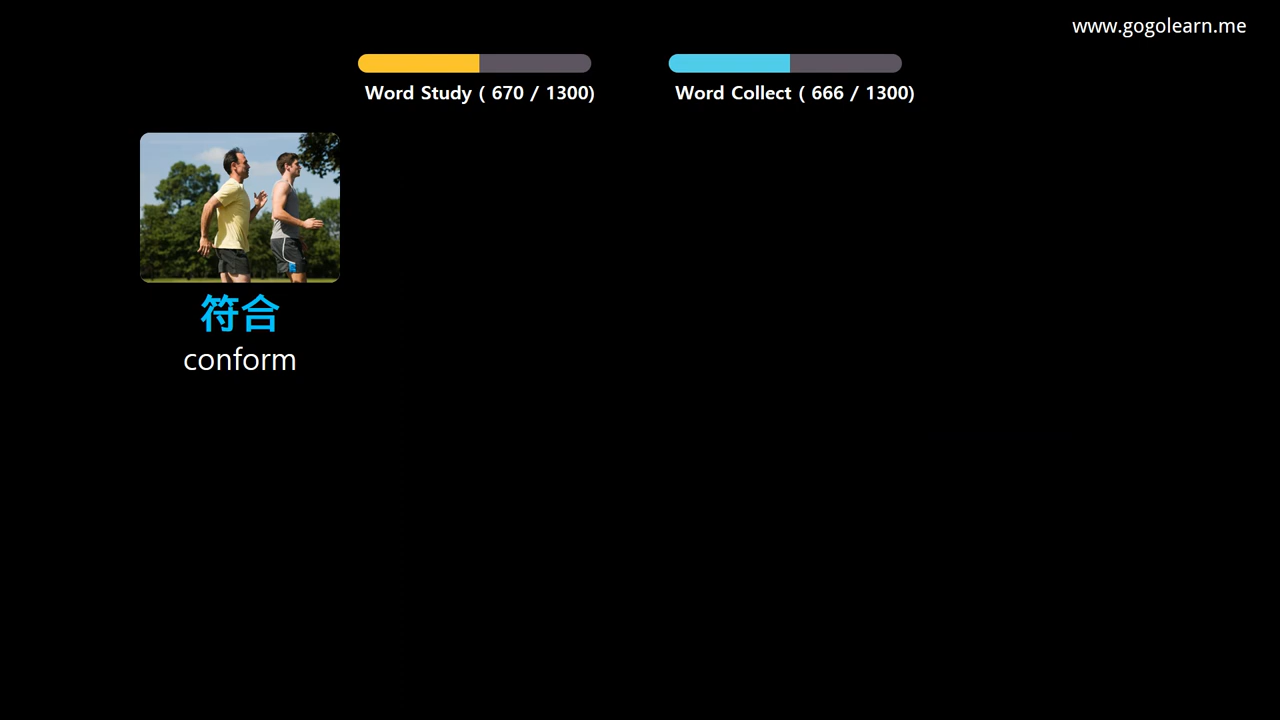 www.gogolearn.me
Word Study ( 670 / 1300)
Word Collect ( 666 / 1300)
符合
conform